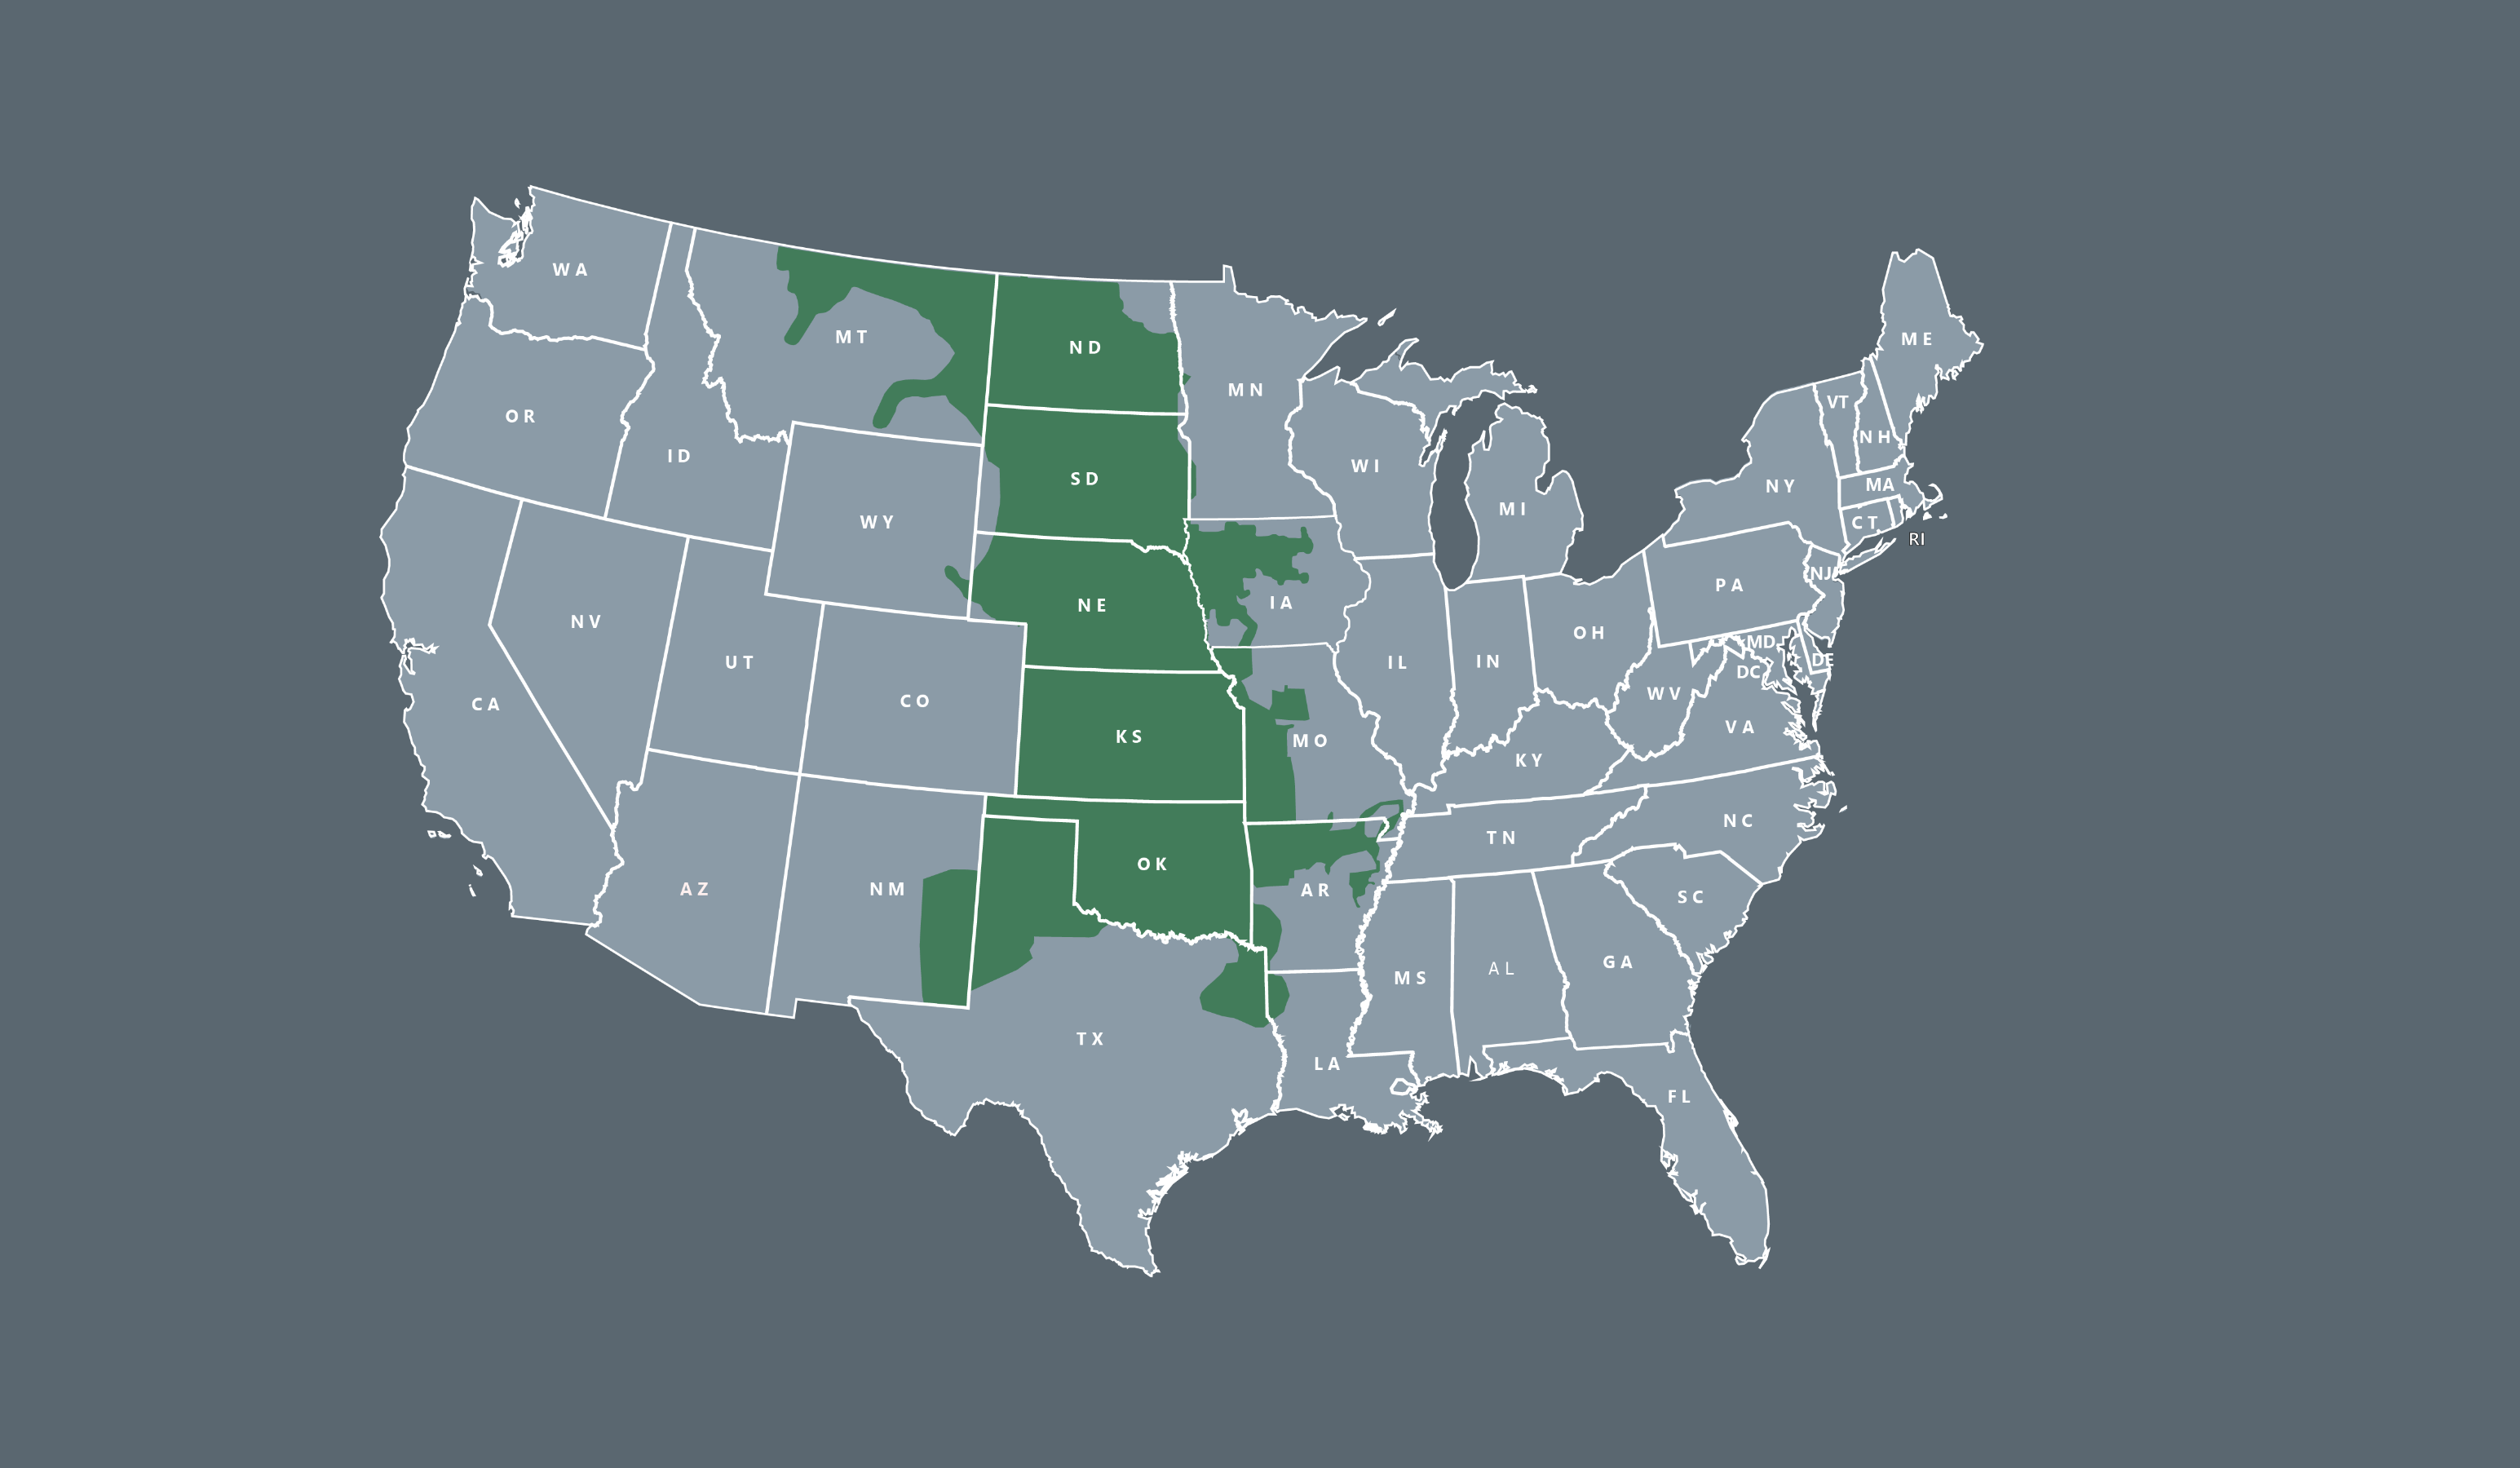 WA
MT
ND
MN
ME
OR
ID
WY
SD
WI
MI
NY
VT
NH
MA
CT
RI
NV
UT
CO
NE
IA
IL
IN
OH
PA
NJ
MD
DE
DC
CA
KS
MO
KY
WV
VA
AZ
NM
OK
AR
TN
NC
SC
TX
LA
MS
AL
GA
FL